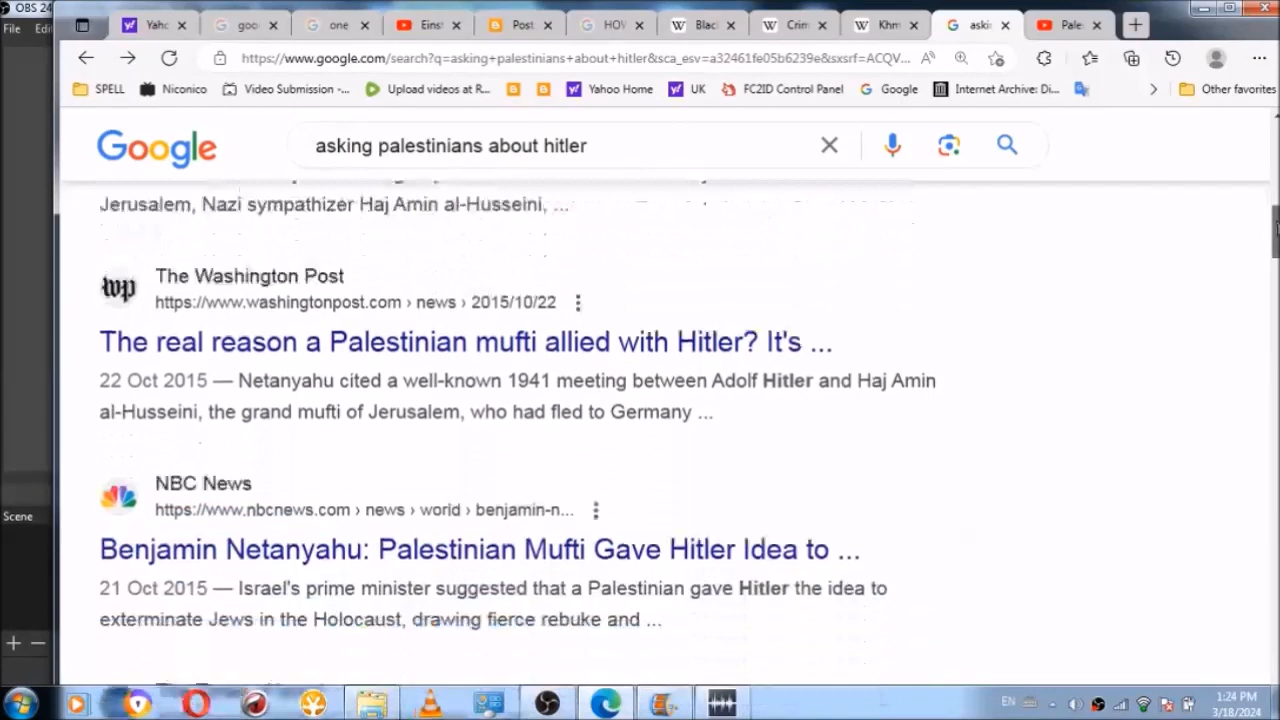 OBS 24
File Edi
Yahc
goo
one
Einst
Post
HOV
Blac
Crim
Khm
aski
Pale
https://www.google.com/search?q=asking+palestinians+about+hitler&sca_esv=a32461fe05b6239e&sxsrf=ACQV...
SPELL
Niconico
Video Submission -...
Upload videos at R...
Yahoo Home
UK
FC2ID Control Panel
Google
Internet Archive: Di...
Other favorites
Google
asking palestinians about hitler
Jerusalem, Nazi sympathizer Haj Amin al-Husseini, ...
wp
The Washington Post
https://www.washingtonpost.com › news › 2015/10/22
The real reason a Palestinian mufti allied with Hitler? It's ...
22 Oct 2015 — Netanyahu cited a well-known 1941 meeting between Adolf Hitler and Haj Amin
al-Husseini, the grand mufti of Jerusalem, who had fled to Germany ...
NBC News
https://www.nbcnews.com › news › world › benjamin-n...
Benjamin Netanyahu: Palestinian Mufti Gave Hitler Idea to ...
21 Oct 2015 — Israel's prime minister suggested that a Palestinian gave Hitler the idea to
exterminate Jews in the Holocaust, drawing fierce rebuke and ...
Scene
EN
1:24 PM
3/18/2024